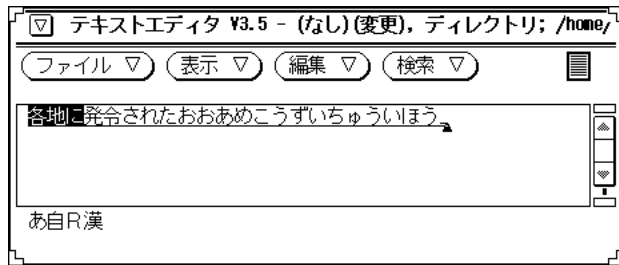 テキストエディタ V3.5 - (なし)(変更), ディレクトリ; /home/
ファイル ▽ 表示 ▽ 編集 ▽ 検索 ▽
各地に発令されたおおあめこうずいちゅういほう
あ自R漢